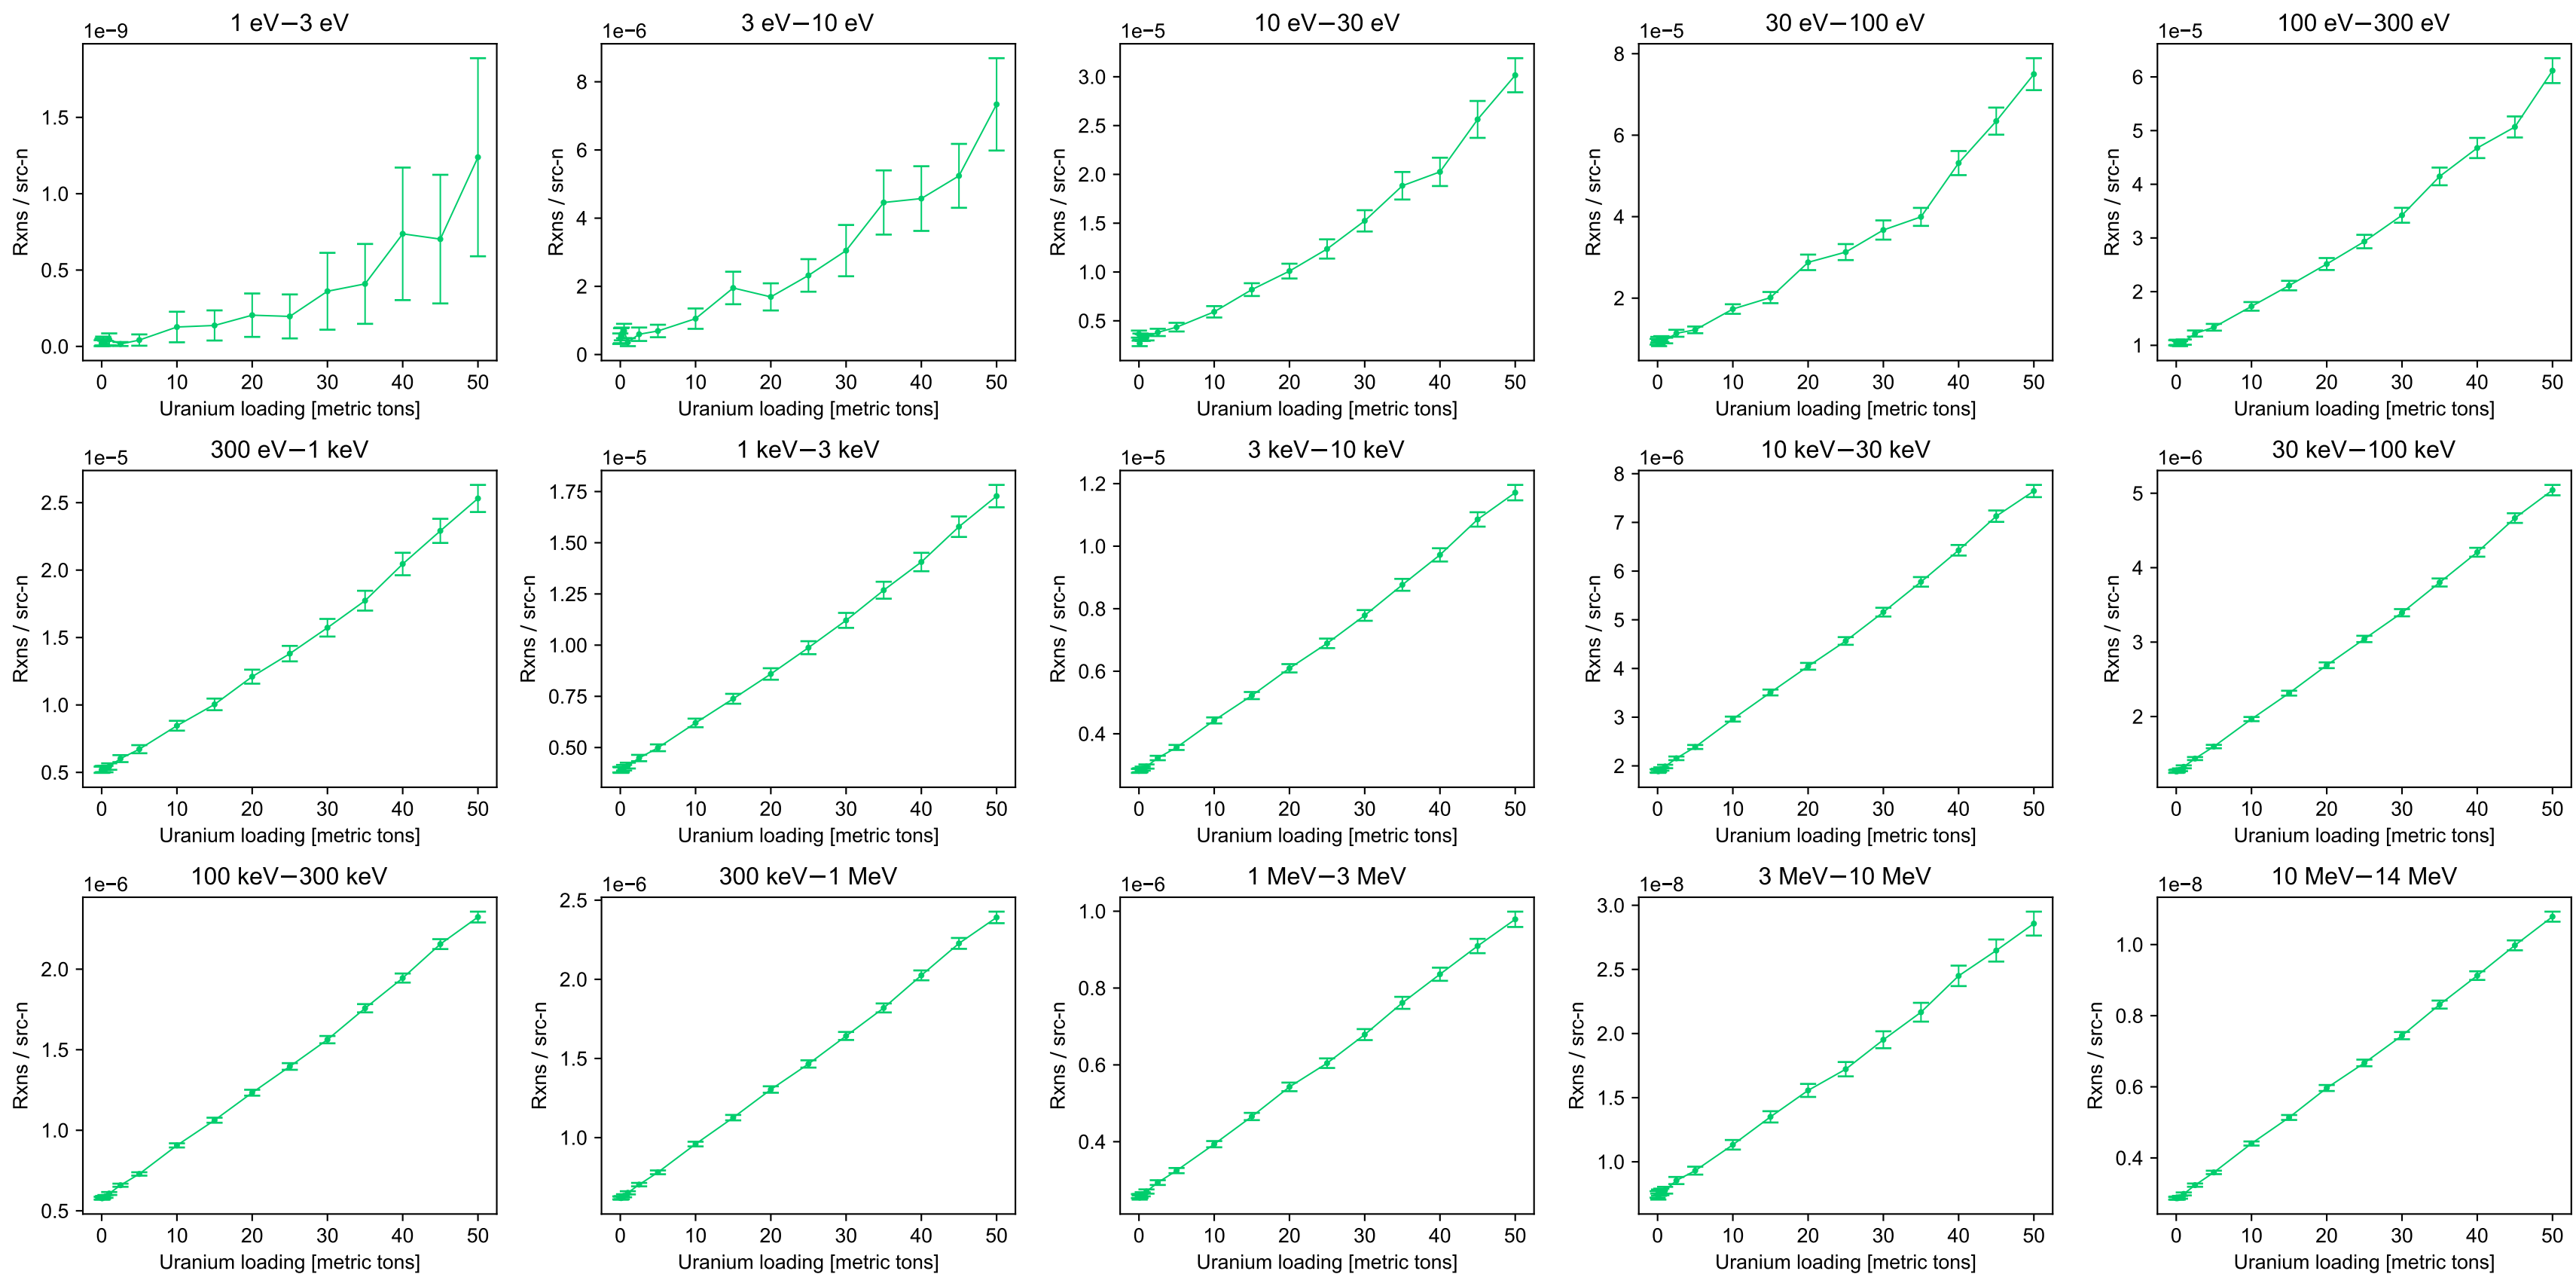 1 eV−3 eV
1e−9
Rxns / src-n
1.5
1.0
0.5
0.0
0 10 20 30 40 50
Uranium loading [metric tons]
3 eV−10 eV
1e−6
Rxns / src-n
8
6
4
2
0
0 10 20 30 40 50
Uranium loading [metric tons]
10 eV−30 eV
1e−5
Rxns / src-n
3.0
2.5
2.0
1.5
1.0
0.5
0 10 20 30 40 50
Uranium loading [metric tons]
30 eV−100 eV
1e−5
Rxns / src-n
8
6
4
2
0 10 20 30 40 50
Uranium loading [metric tons]
100 eV−300 eV
1e−5
Rxns / src-n
6
5
4
3
2
1
0 10 20 30 40 50
Uranium loading [metric tons]
300 eV−1 keV
1e−5
Rxns / src-n
2.5
2.0
1.5
1.0
0.5
0 10 20 30 40 50
Uranium loading [metric tons]
1 keV−3 keV
1e−5
Rxns / src-n
1.75
1.50
1.25
1.00
0.75
0.50
0 10 20 30 40 50
Uranium loading [metric tons]
3 keV−10 keV
1e−5
Rxns / src-n
1.2
1.0
0.8
0.6
0.4
0 10 20 30 40 50
Uranium loading [metric tons]
10 keV−30 keV
1e−6
Rxns / src-n
8
7
6
5
4
3
2
0 10 20 30 40 50
Uranium loading [metric tons]
30 keV−100 keV
1e−6
Rxns / src-n
5
4
3
2
0 10 20 30 40 50
Uranium loading [metric tons]
100 keV−300 keV
1e−6
Rxns / src-n
2.0
1.5
1.0
0.5
0 10 20 30 40 50
Uranium loading [metric tons]
300 keV−1 MeV
1e−6
Rxns / src-n
2.5
2.0
1.5
1.0
0 10 20 30 40 50
Uranium loading [metric tons]
1 MeV−3 MeV
1e−6
Rxns / src-n
1.0
0.8
0.6
0.4
0 10 20 30 40 50
Uranium loading [metric tons]
3 MeV−10 MeV
1e−8
Rxns / src-n
3.0
2.5
2.0
1.5
1.0
0 10 20 30 40 50
Uranium loading [metric tons]
10 MeV−14 MeV
1e−8
Rxns / src-n
1.0
0.8
0.6
0.4
0 10 20 30 40 50
Uranium loading [metric tons]